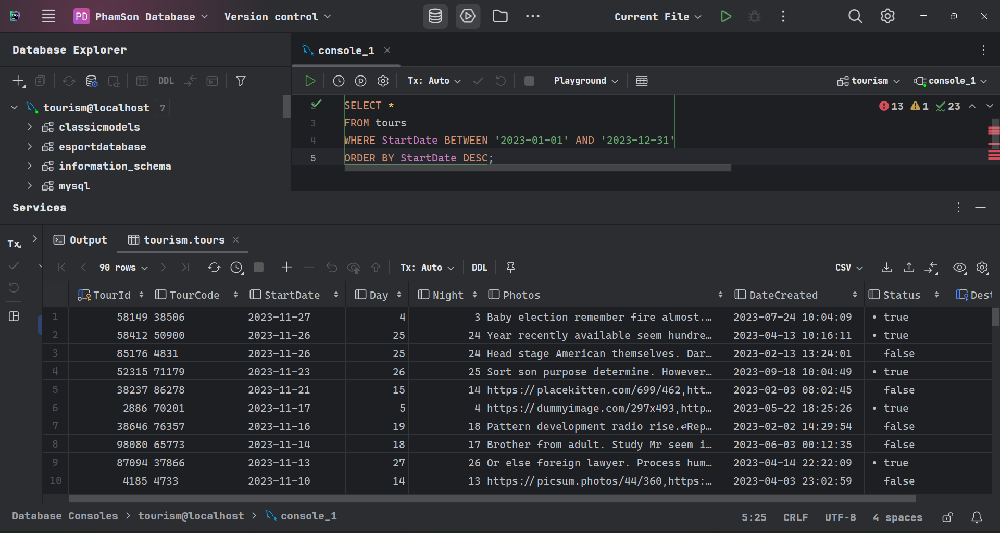 PD PhamSon Database Version control Current File
Database Explorer
console_1
DDL
Tx: Auto Playground tourism console_1
tourism@localhost 7
classicmodels
esportdatabase
information_schema
mysql
2 SELECT *
3 FROM tours
4 WHERE StartDate BETWEEN '2023-01-01' AND '2023-12-31'
5 ORDER BY StartDate DESC;
13 1 23
Services
Tx
Output tourism.tours
90 rows Tx: Auto DDL CSV
TourId TourCode StartDate Day Night Photos DateCreated Status Dest
1 58149 38506 2023-11-27 4 3 Baby election remember fire almost.… 2023-07-24 10:04:09 • true
2 58412 50900 2023-11-26 25 24 Year recently available seem hundre… 2023-04-13 10:16:11 • true
3 85176 4831 2023-11-26 25 24 Head stage American themselves. Dar… 2023-02-13 13:24:01 false
4 52315 71179 2023-11-23 26 25 Sort son purpose determine. However… 2023-09-18 10:04:49 • true
5 38237 86278 2023-11-21 15 14 https://placekitten.com/699/462,htt… 2023-02-03 08:02:45 false
6 2886 70201 2023-11-17 5 4 https://dummyimage.com/297x493,http… 2023-05-22 18:25:26 • true
7 38646 76357 2023-11-16 19 18 Pattern development radio rise.↵Rep… 2023-02-02 14:29:54 false
8 98080 65773 2023-11-14 18 17 Brother from adult. Study Mr seem i… 2023-06-03 00:12:35 false
9 87094 37866 2023-11-13 27 26 Or else foreign lawyer. Process hum… 2023-04-14 22:22:09 • true
10 4185 4733 2023-11-10 14 13 https://picsum.photos/44/360,https:… 2023-04-03 23:02:59 false
Database Consoles > tourism@localhost > console_1
5:25 CRLF UTF-8 4 spaces